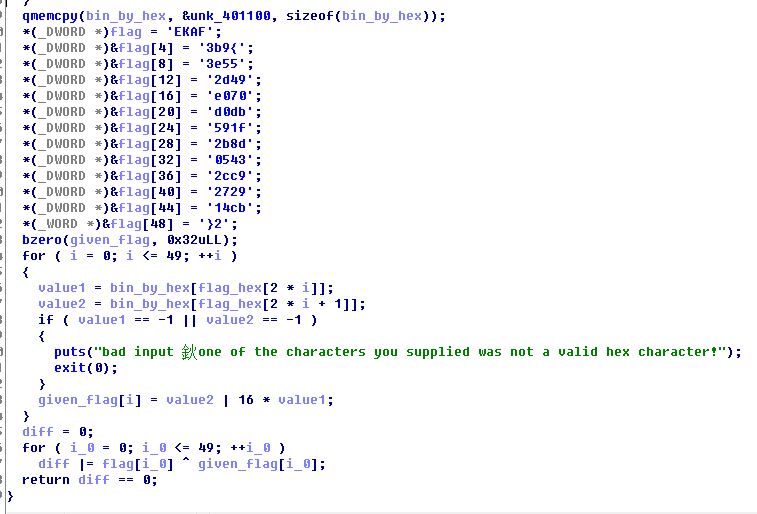 }
qmemcpy(bin_by_hex, &unk_401100, sizeof(bin_by_hex));
*(_DWORD *)flag = 'EKAF';
*(_DWORD *)&flag[4] = '3b9{';
*(_DWORD *)&flag[8] = '3e55';
*(_DWORD *)&flag[12] = '2d49';
*(_DWORD *)&flag[16] = 'e070';
*(_DWORD *)&flag[20] = 'd0db';
*(_DWORD *)&flag[24] = '591f';
*(_DWORD *)&flag[28] = '2b8d';
*(_DWORD *)&flag[32] = '0543';
*(_DWORD *)&flag[36] = '2cc9';
*(_DWORD *)&flag[40] = '2729';
*(_DWORD *)&flag[44] = '14cb';
*(_WORD *)&flag[48] = '}2';
bzero(given_flag, 0x32uLL);
for ( i = 0; i <= 49; ++i )
{
value1 = bin_by_hex[flag_hex[2 * i]];
value2 = bin_by_hex[flag_hex[2 * i + 1]];
if ( value1 == -1 || value2 == -1 )
{
puts("bad input 鈥one of the characters you supplied was not a valid hex character!");
exit(0);
}
given_flag[i] = value2 | 16 * value1;
}
diff = 0;
for ( i_0 = 0; i_0 <= 49; ++i_0 )
diff |= flag[i_0] ^ given_flag[i_0];
return diff == 0;
}